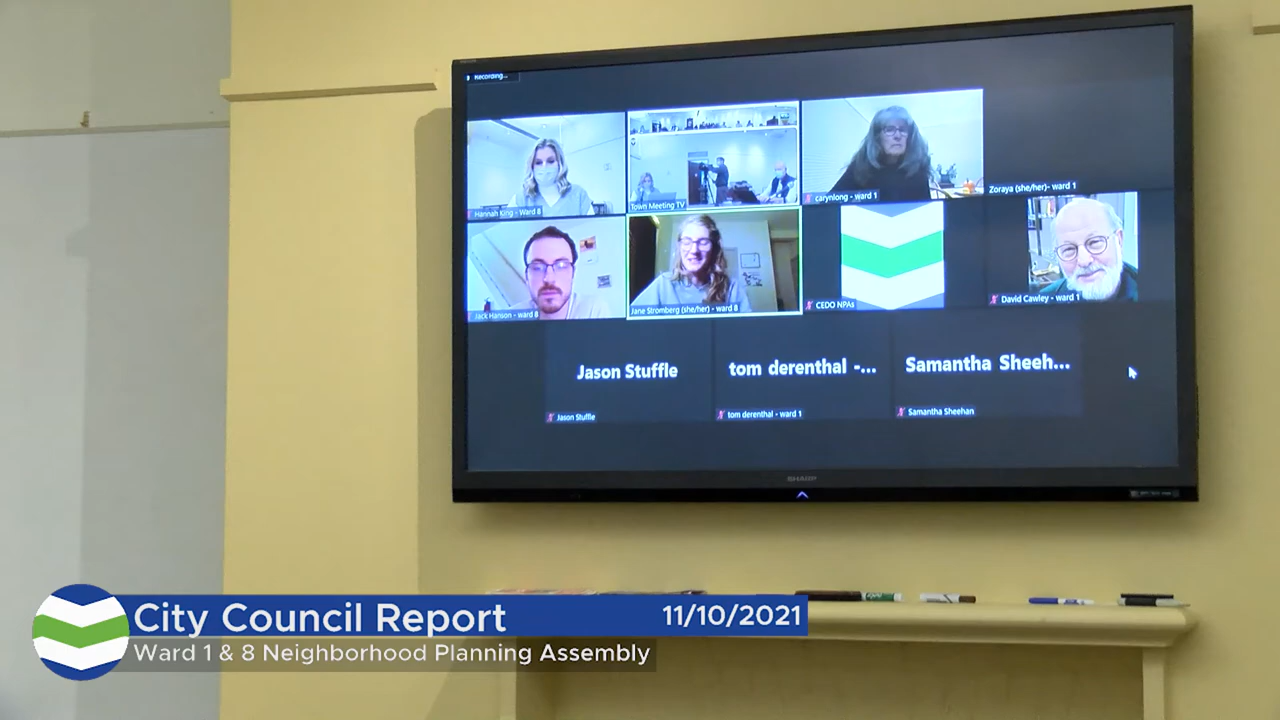 Recording...
Hannah King - Ward 8
Town Meeting TV
carynlong - ward 1
Zoraya (she/her)- ward 1
Jack Hanson - ward 8
Jane Stromberg (she/her) - ward 8
CEDO NPAs
David Cawley - ward 1
Jason Stuffle
tom derenthal -...
Samantha Sheeh...
Jason Stuffle
tom derenthal - ward 1
Samantha Sheehan
SHARP
City Council Report
11/10/2021
Ward 1 & 8 Neighborhood Planning Assembly